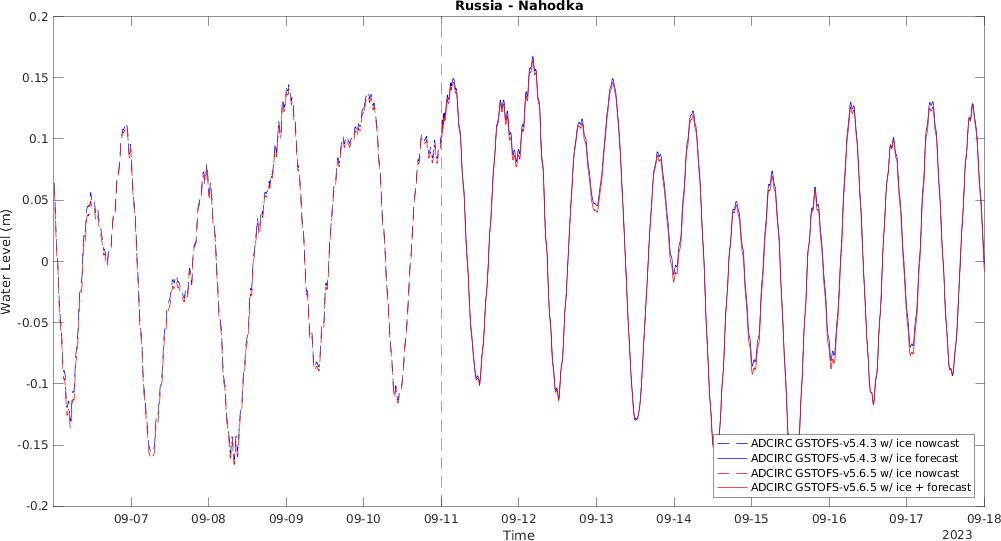 Russia - Nahodka
0.2
0.15
0.1
0.05
0
-0.05
-0.1
-0.15
-0.2
Water Level (m)
ADCIRC GSTOFS-v5.4.3 w/ ice nowcast
ADCIRC GSTOFS-v5.4.3 w/ ice forecast
ADCIRC GSTOFS-v5.6.5 w/ ice nowcast
ADCIRC GSTOFS-v5.6.5 w/ ice + forecast
09-07 09-08 09-09 09-10 09-11 09-12 09-13 09-14 09-15 09-16 09-17 09-18
Time
2023